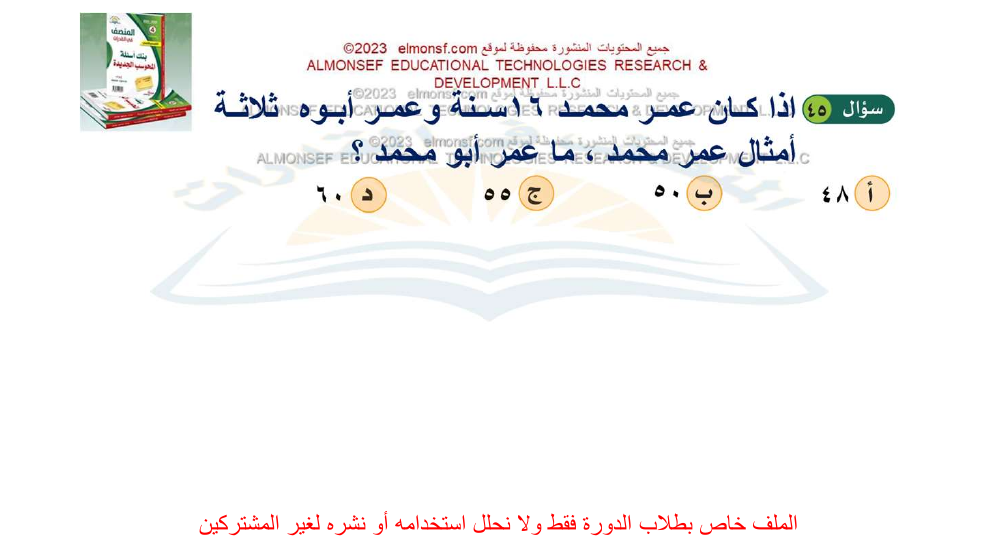 المنصف
في القدرات
بنك أسئلة
المحوسب الجديدة
جميع المحتويات المنشورة محفوظة لموقع elmonsf.com ©2023
ALMONSEF EDUCATIONAL TECHNOLOGIES RESEARCH &
DEVELOPMENT L.L.C
جميع المحتويات المنشورة محفوظة لموقع elmonsf.com ©2023
ALMONSEF EDUCATIONAL TECHNOLOGIES RESEARCH & DEVELOPMENT L.L.C
سؤال ٤٥ اذا كان عمر محمد ١٦ سنة و عمر أبوه ثلاثة
جميع المحتويات المنشورة محفوظة لموقع elmonsf.com ©2023
ALMONSEF EDUCATIONAL TECHNOLOGIES RESEARCH & DEVELOPMENT L.L.C
أمثال عمر محمد ، ما عمر أبو محمد ؟
أ ٤٨ ب ٥٠ ج ٥٥ د ٦٠
الملف خاص بطلاب الدورة فقط ولا نحلل استخدامه أو نشره لغير المشتركين